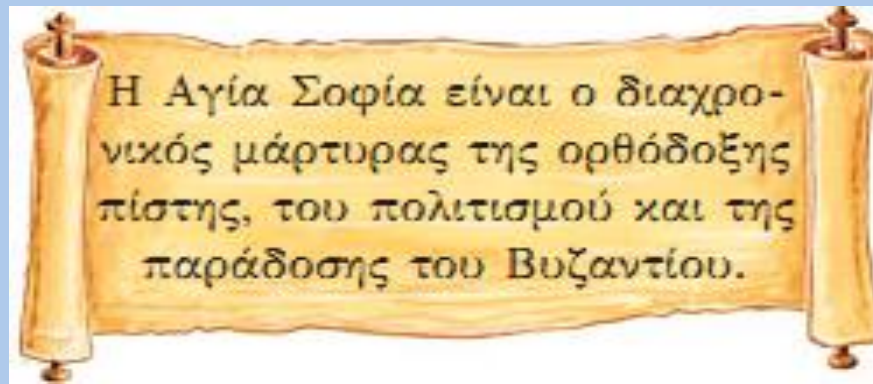 Η Αγία Σοφία είναι ο διαχρο-
νικός μάρτυρας της ορθόδοξης
πίστης, του πολιτισμού και της
παράδοσης του Βυζαντίου.